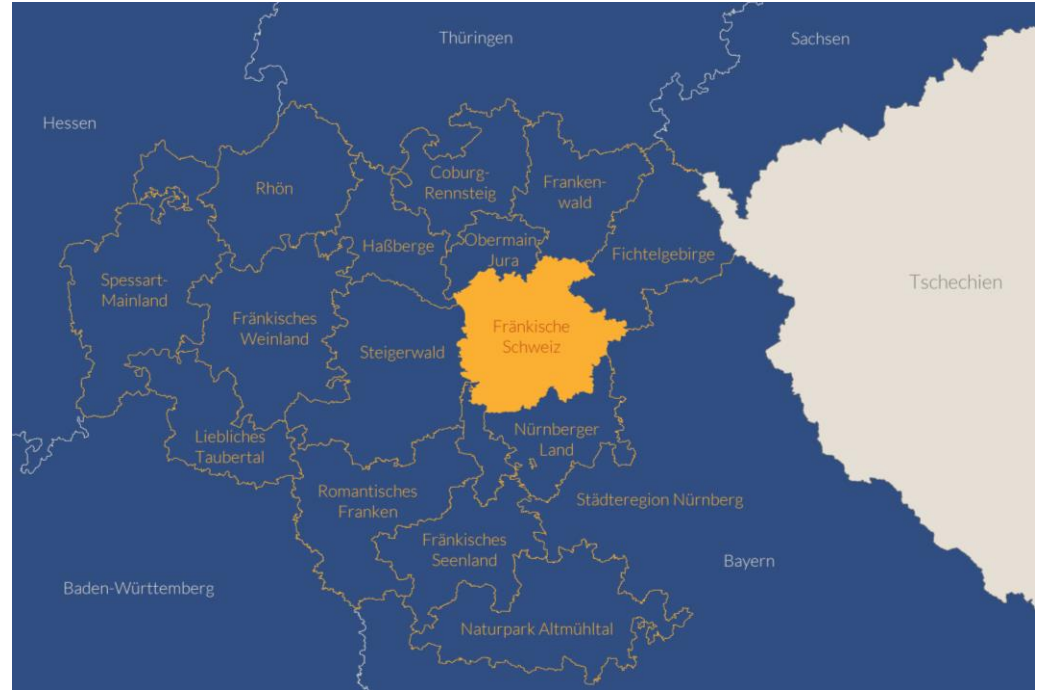 Thüringen
Sachsen
Hessen
Rhön
Coburg-
Rennsteig
Franken-
wald
Haßberge
Obermain-
Jura
Fichtelgebirge
Spessart-
Mainland
Tschechien
Fränkisches
Weinland
Fränkische
Schweiz
Steigerwald
Liebliches
Taubertal
Nürnberger
Land
Romantisches
Franken
Städteregion Nürnberg
Fränkisches
Seenland
Bayern
Baden-Württemberg
Naturpark Altmühltal